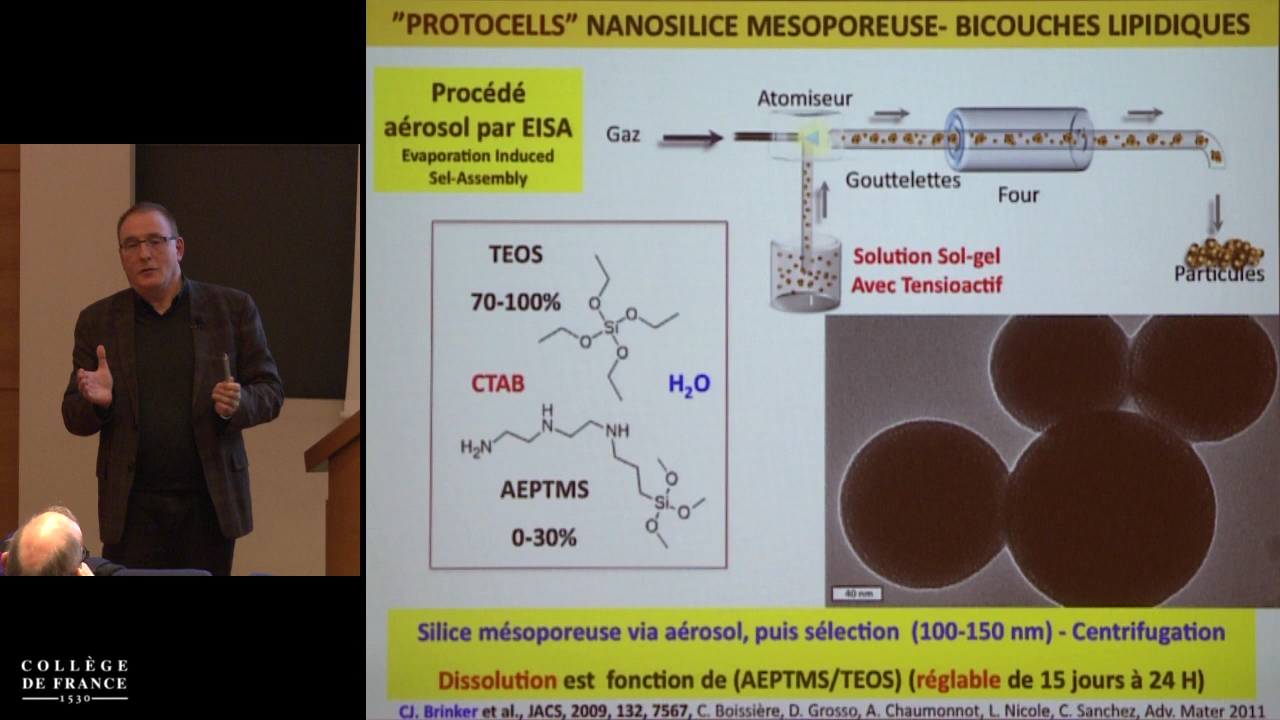 "PROTOCELLS" NANOSILICE MESOPOREUSE- BICOUCHES LIPIDIQUES
Procédé
aérosol par EISA
Evaporation Induced
Sel-Assembly
Atomiseur
Gaz
Gouttelettes
Four
Solution Sol-gel
Avec Tensioactif
Particules
TEOS
70-100%
O
O
Si
O
O
CTAB
H₂O
H
N
H₂N
NH
AEPTMS
O
Si
O
O
0-30%
40 nm
Silice mésoporeuse via aérosol, puis sélection (100-150 nm) - Centrifugation
Dissolution est fonction de (AEPTMS/TEOS) (réglable de 15 jours à 24 H)
CJ. Brinker et al., JACS, 2009, 132, 7567, C. Boissière, D. Grosso, A. Chaumonnot, L. Nicole, C. Sanchez, Adv. Mater 2011
COLLÈGE
DE FRANCE
1530